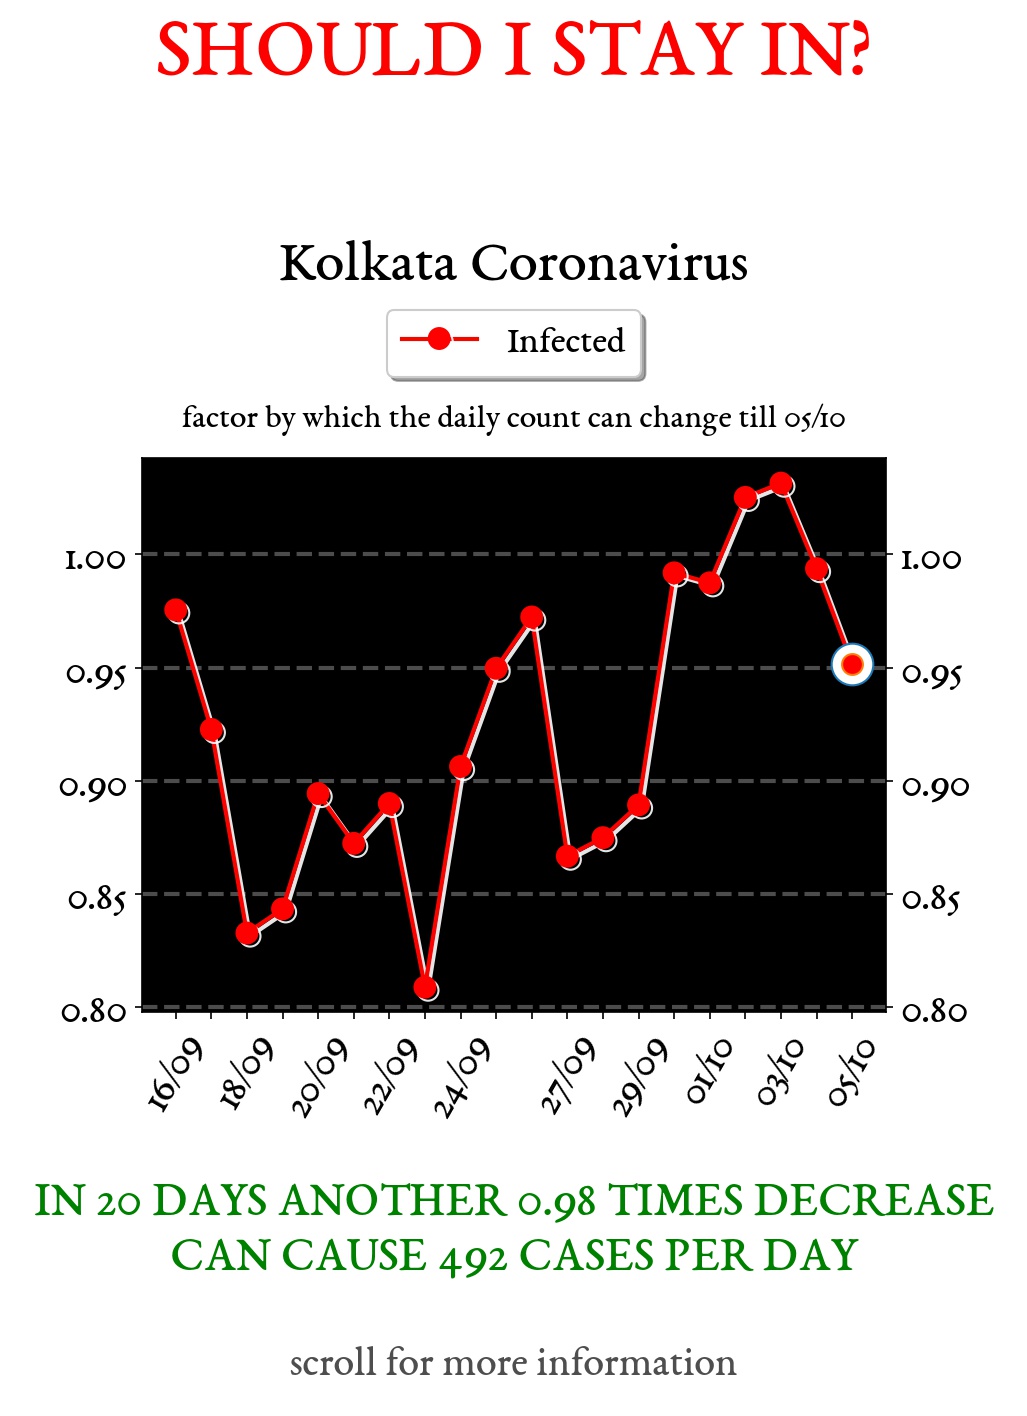 SHOULD I STAY IN?
Kolkata Coronavirus
Infected
factor by which the daily count can change till 05/10
1.00 1.00
0.95 0.95
0.90 0.90
0.85 0.85
0.80 0.80
16/09 18/09 20/09 22/09 24/09 27/09 29/09 01/10 03/10 05/10
IN 20 DAYS ANOTHER 0.98 TIMES DECREASE
CAN CAUSE 492 CASES PER DAY
scroll for more information